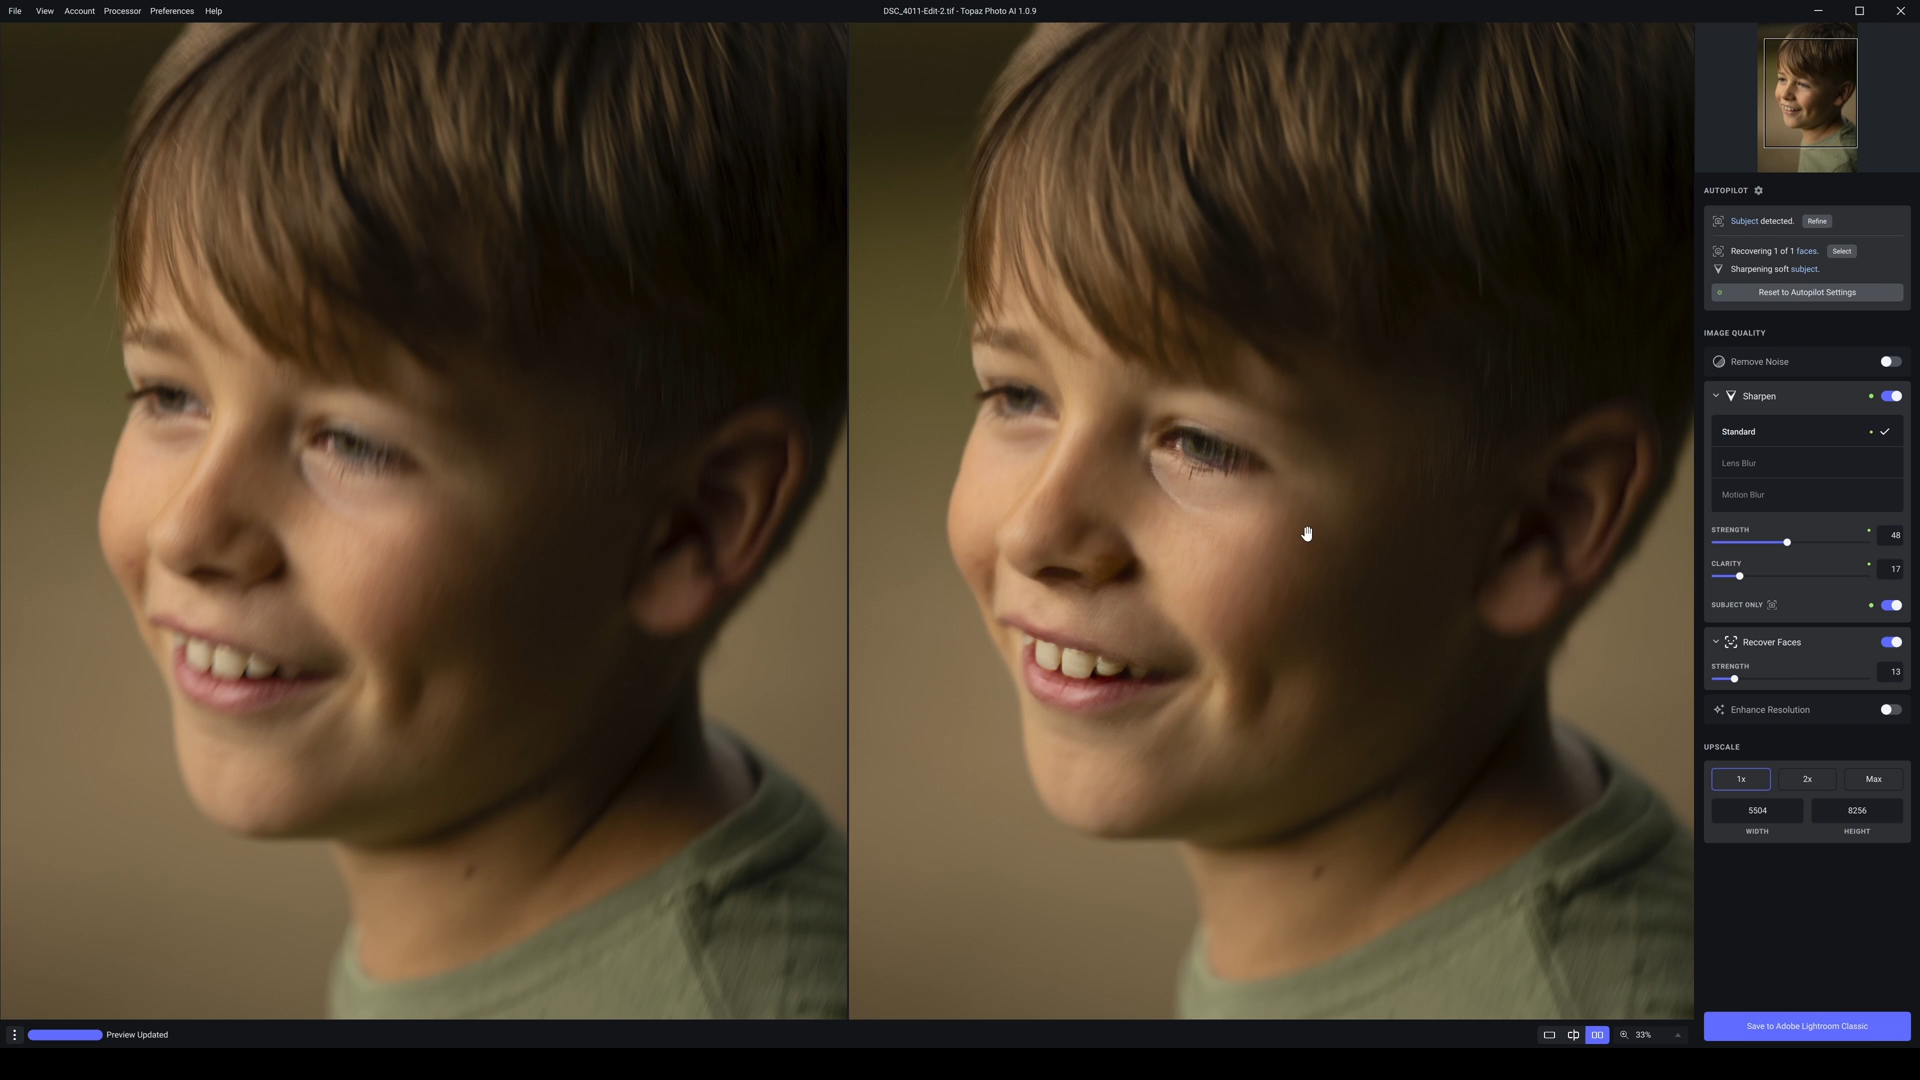 File View Account Processor Preferences Help
DSC_4011-Edit-2.tif - Topaz Photo AI 1.0.9
AUTOPILOT
Subject detected. Refine
Recovering 1 of 1 faces. Select
Sharpening soft subject.
Reset to Autopilot Settings
IMAGE QUALITY
Remove Noise
Sharpen
Standard
Lens Blur
Motion Blur
STRENGTH 48
CLARITY 17
SUBJECT ONLY
Recover Faces
STRENGTH 13
Enhance Resolution
UPSCALE
1x 2x Max
5504 8256
WIDTH HEIGHT
Save to Adobe Lightroom Classic
Preview Updated
33%